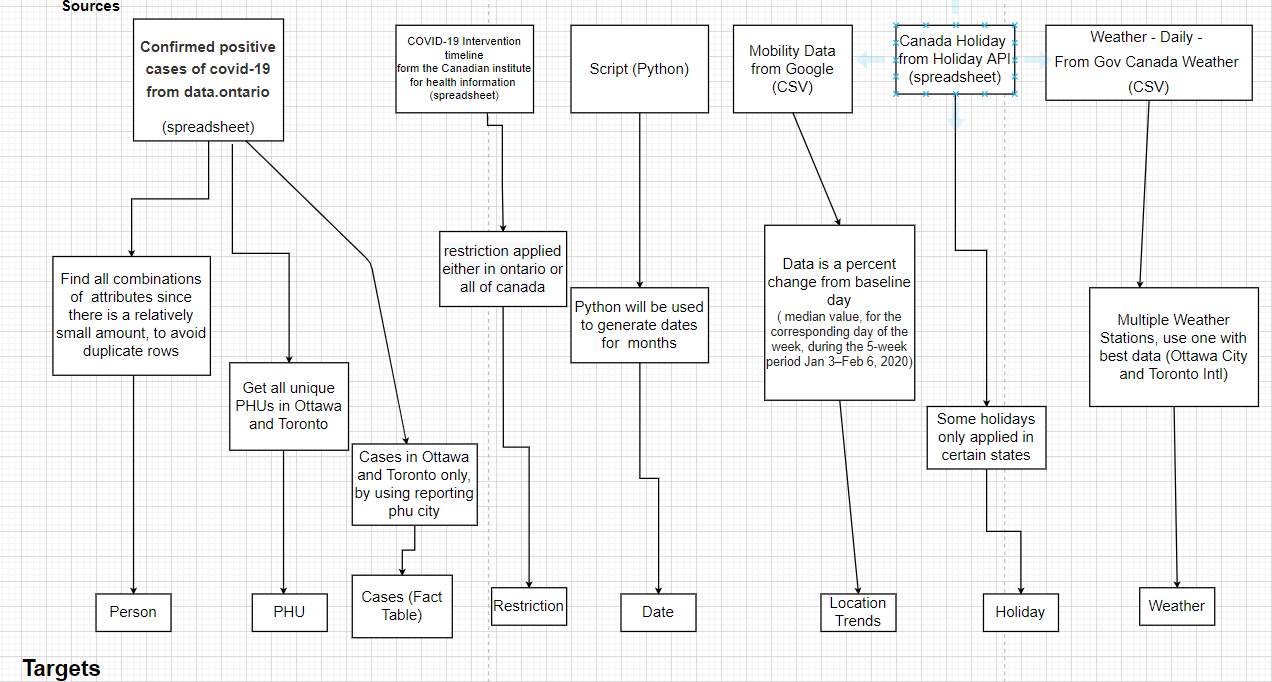 Sources
Confirmed positive
cases of covid-19
from data.ontario
(spreadsheet)
COVID-19 Intervention
timeline
form the Canadian institute
for health information
(spreadsheet)
Script (Python)
Mobility Data
from Google
(CSV)
Canada Holiday
from Holiday API
(spreadsheet)
Weather - Daily -
From Gov Canada Weather
(CSV)
Find all combinations
of attributes since
there is a relatively
small amount, to avoid
duplicate rows
Get all unique
PHUs in Ottawa
and Toronto
Cases in Ottawa
and Toronto only,
by using reporting
phu city
restriction applied
either in ontario or
all of canada
Python will be used
to generate dates
for months
Data is a percent
change from baseline
day
( median value, for the
corresponding day of the
week, during the 5-week
period Jan 3–Feb 6, 2020)
Some holidays
only applied in
certain states
Multiple Weather
Stations, use one with
best data (Ottawa City
and Toronto Intl)
Person
PHU
Cases (Fact
Table)
Restriction
Date
Location
Trends
Holiday
Weather
Targets